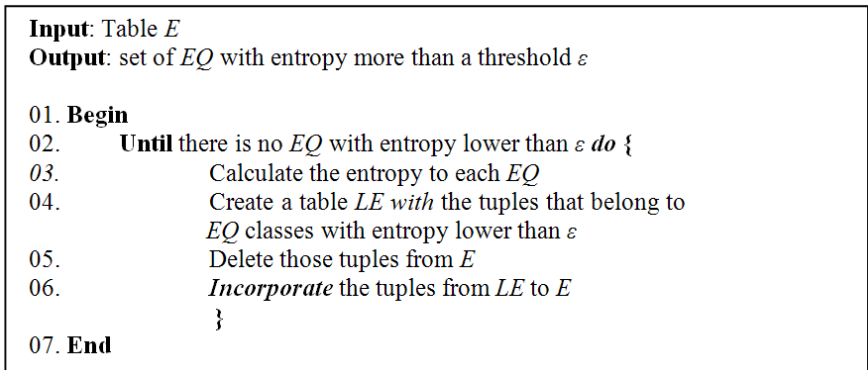 Input: Table E
Output: set of EQ with entropy more than a threshold ε
01. Begin
02. Until there is no EQ with entropy lower than ε do {
03. Calculate the entropy to each EQ
04. Create a table LE with the tuples that belong to
EQ classes with entropy lower than ε
05. Delete those tuples from E
06. Incorporate the tuples from LE to E
}
07. End